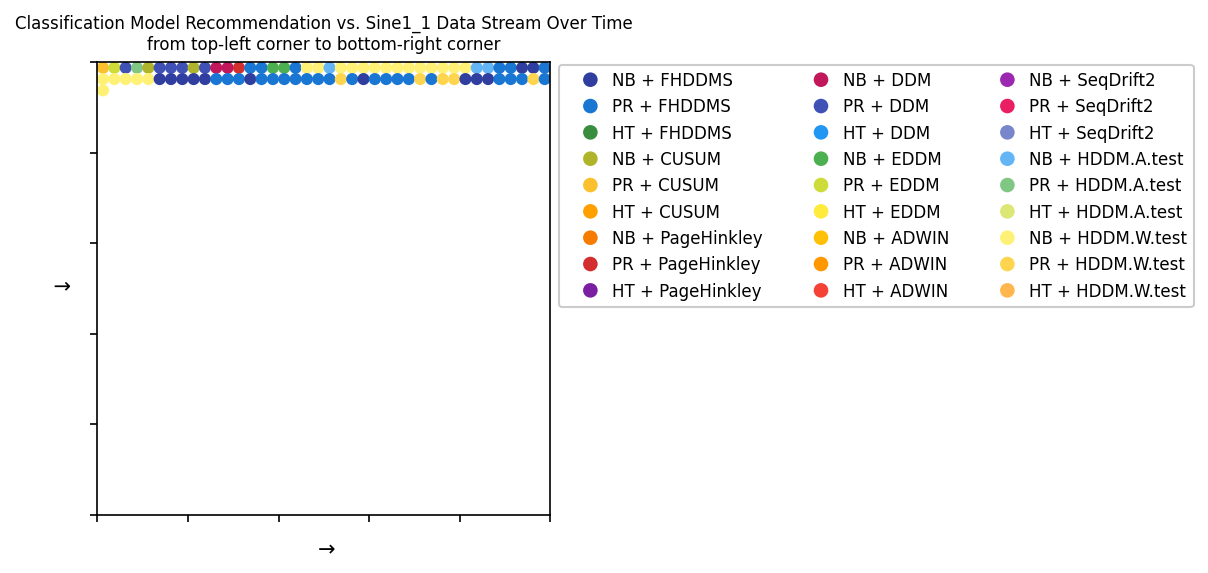 Classification Model Recommendation vs. Sine1_1 Data Stream Over Time
from top-left corner to bottom-right corner
NB + FHDDMS
PR + FHDDMS
HT + FHDDMS
NB + CUSUM
PR + CUSUM
HT + CUSUM
NB + PageHinkley
PR + PageHinkley
HT + PageHinkley
NB + DDM
PR + DDM
HT + DDM
NB + EDDM
PR + EDDM
HT + EDDM
NB + ADWIN
PR + ADWIN
HT + ADWIN
NB + SeqDrift2
PR + SeqDrift2
HT + SeqDrift2
NB + HDDM.A.test
PR + HDDM.A.test
HT + HDDM.A.test
NB + HDDM.W.test
PR + HDDM.W.test
HT + HDDM.W.test
→
→